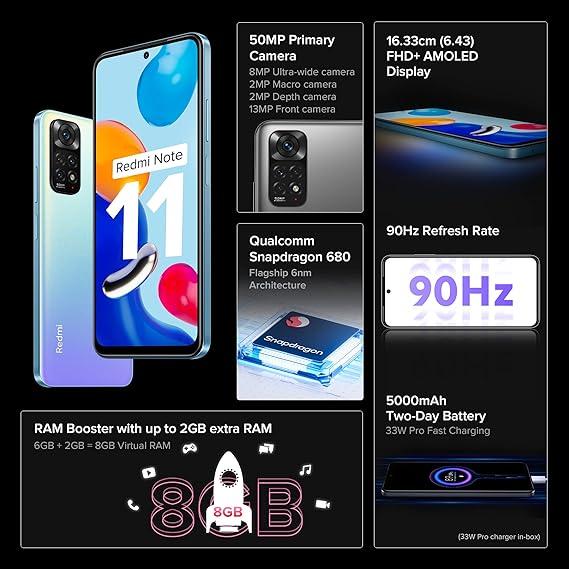 Redmi Note
11
Redmi
50MP Primary
Camera
8MP Ultra-wide camera
2MP Macro camera
2MP Depth camera
13MP Front camera
16.33cm (6.43)
FHD+ AMOLED
Display
Qualcomm
Snapdragon 680
Flagship 6nm
Architecture
Snapdragon
90Hz Refresh Rate
90Hz
5000mAh
Two-Day Battery
33W Pro Fast Charging
(33W Pro charger in-box)
RAM Booster with up to 2GB extra RAM
6GB + 2GB = 8GB Virtual RAM
8GB
8GB